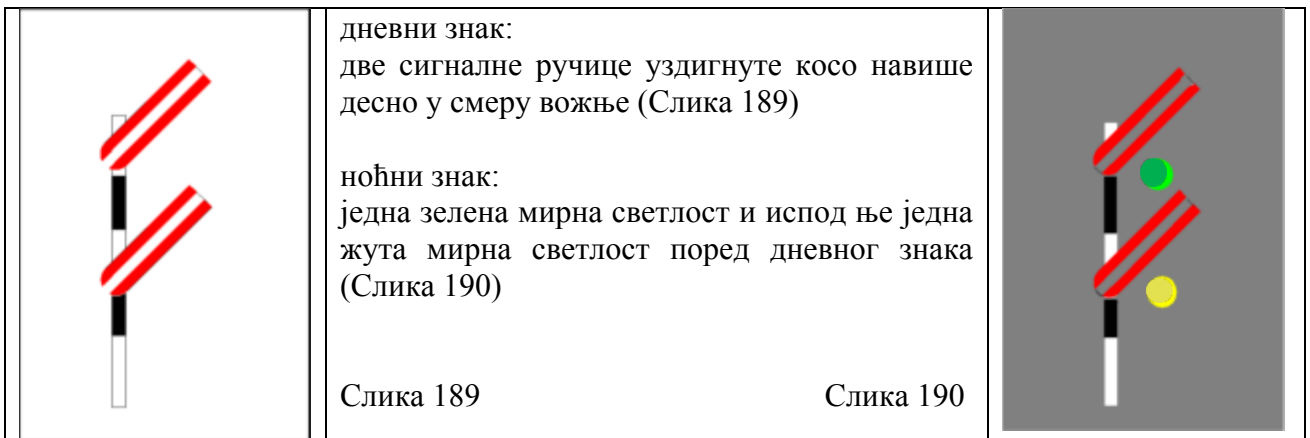 дневни знак:
две сигналне ручице уздигнуте косо навише
десно у смеру вожње (Слика 189)
ноћни знак:
једна зелена мирна светлост и испод ње једна
жута мирна светлост поред дневног знака
(Слика 190)
Слика 189 Слика 190